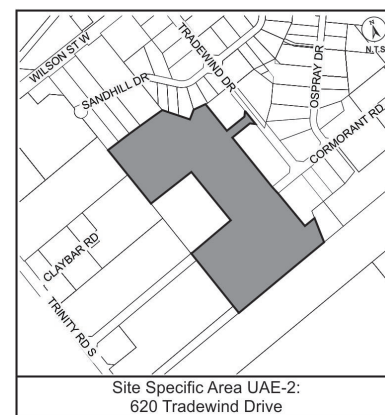 WILSON ST W
SANDHILL DR
TRADEWIND DR
OSPRAY DR
N
N.T.S
CORMORANT RD
CLAYBAR RD
TRINITY RD S
Site Specific Area UAE-2:
620 Tradewind Drive